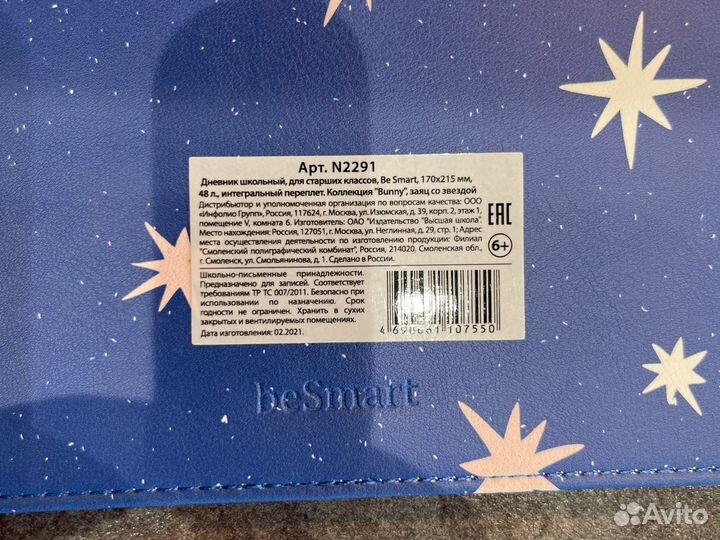 Арт. N2291
Дневник школьный, для старших классов, Be Smart, 170х215 мм,
48 л., интегральный переплет. Коллекция "Bunny", заяц со звездой
Дистрибьютор и уполномоченная организация по вопросам качества: ООО
«Инфолио Групп», Россия, 117624, г. Москва, ул. Изюмская, д. 39, корп. 2, этаж 1,
помещение V, комната 6. Изготовитель: ОАО "Издательство "Высшая школа".
Место нахождения: Россия, 127051, г. Москва, ул. Неглинная, д. 29, стр. 1; Адрес
места осуществления деятельности по изготовлению продукции: Филиал
"Смоленский полиграфический комбинат", Россия, 214020, Смоленская обл.,
г. Смоленск, ул. Смольянинова, д. 1. Сделано в России.
EAC
6+
Школьно-письменные принадлежности.
Предназначено для записей. Соответствует
требованиям ТР ТС 007/2011. Безопасно при
использовании по назначению. Срок
годности не ограничен. Хранить в сухих
закрытых и вентилируемых помещениях.
Дата изготовления: 02.2021.
4 690661 107550
beSmart
Avito